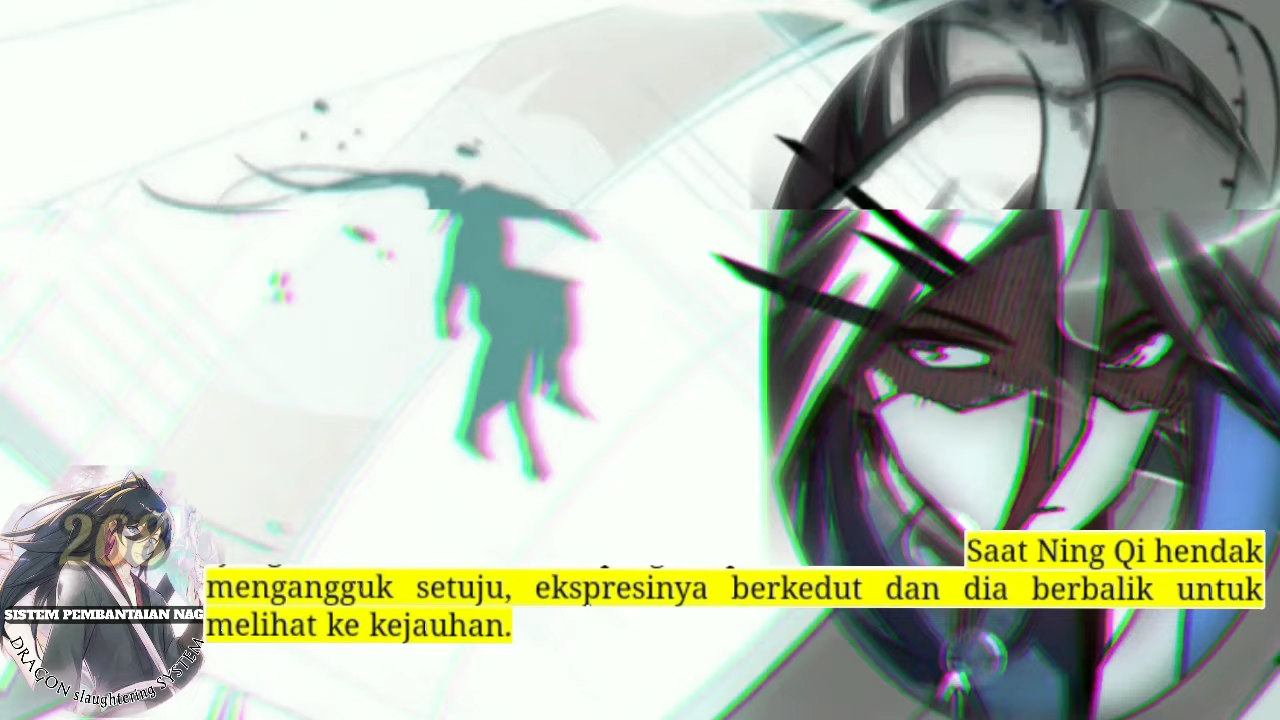 Saat Ning Qi hendak
mengangguk setuju, ekspresinya berkedut dan dia berbalik untuk
melihat ke kejauhan.
SISTEM PEMBANTAIAN NAG
DRAGON slaughtering SYSTEM